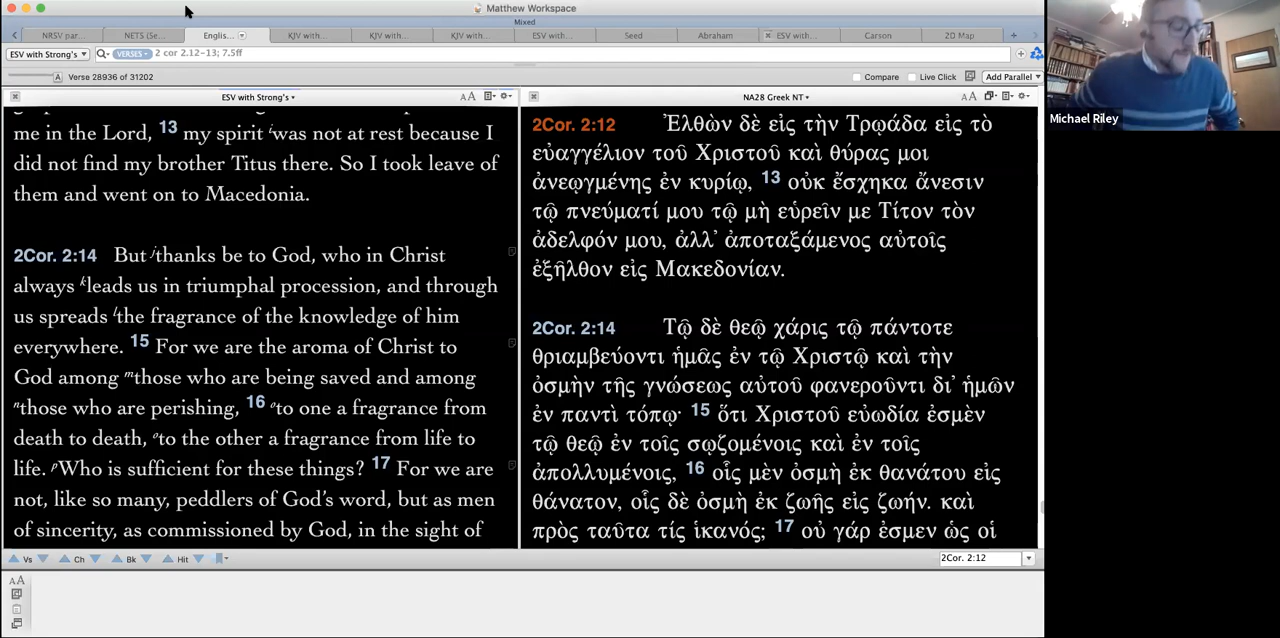 Matthew Workspace
Mixed
NRSV par...
NETS (Se...
Englis...
KJV with...
KJV with...
KJV with...
ESV with...
Seed
Abraham
ESV with...
Carson
2D Map
ESV with Strong's
VERSES
2 cor 2.12–13; 7.5ff
A
Verse 28936 of 31202
Compare
Live Click
Add Parallel
ESV with Strong's
AA
NA28 Greek NT
AA
me in the Lord, 13 my spirit was not at rest because I
did not find my brother Titus there. So I took leave of
them and went on to Macedonia.
2Cor. 2:14 But thanks be to God, who in Christ
always kleads us in triumphal procession, and through
us spreads lthe fragrance of the knowledge of him
everywhere. 15 For we are the aroma of Christ to
God among mthose who are being saved and among
nthose who are perishing, 16 oto one a fragrance from
death to death, oto the other a fragrance from life to
life. pWho is sufficient for these things? 17 For we are
not, like so many, peddlers of God's word, but as men
of sincerity, as commissioned by God, in the sight of
2Cor. 2:12 Ἐλθὼν δὲ εἰς τὴν Τρῳάδα εἰς τὸ
εὐαγγέλιον τοῦ Χριστοῦ καὶ θύρας μοι
ἀνεῳγμένης ἐν κυρίῳ, 13 οὐκ ἔσχηκα ἄνεσιν
τῷ πνεύματί μου τῷ μὴ εὑρεῖν με Τίτον τὸν
ἀδελφόν μου, ἀλλ᾽ ἀποταξάμενος αὐτοῖς
ἐξῆλθον εἰς Μακεδονίαν.
2Cor. 2:14 Τῷ δὲ θεῷ χάρις τῷ πάντοτε
θριαμβεύοντι ἡμᾶς ἐν τῷ Χριστῷ καὶ τὴν
ὀσμὴν τῆς γνώσεως αὐτοῦ φανεροῦντι δι᾽ ἡμῶν
ἐν παντὶ τόπῳ· 15 ὅτι Χριστοῦ εὐωδία ἐσμὲν
τῷ θεῷ ἐν τοῖς σῳζομένοις καὶ ἐν τοῖς
ἀπολλυμένοις, 16 οἷς μὲν ὀσμὴ ἐκ θανάτου εἰς
θάνατον, οἷς δὲ ὀσμὴ ἐκ ζωῆς εἰς ζωήν. καὶ
πρὸς ταῦτα τίς ἱκανός; 17 οὐ γάρ ἐσμεν ὡς οἱ
Vs
Ch
Bk
Hit
2Cor. 2:12
AA
Michael Riley